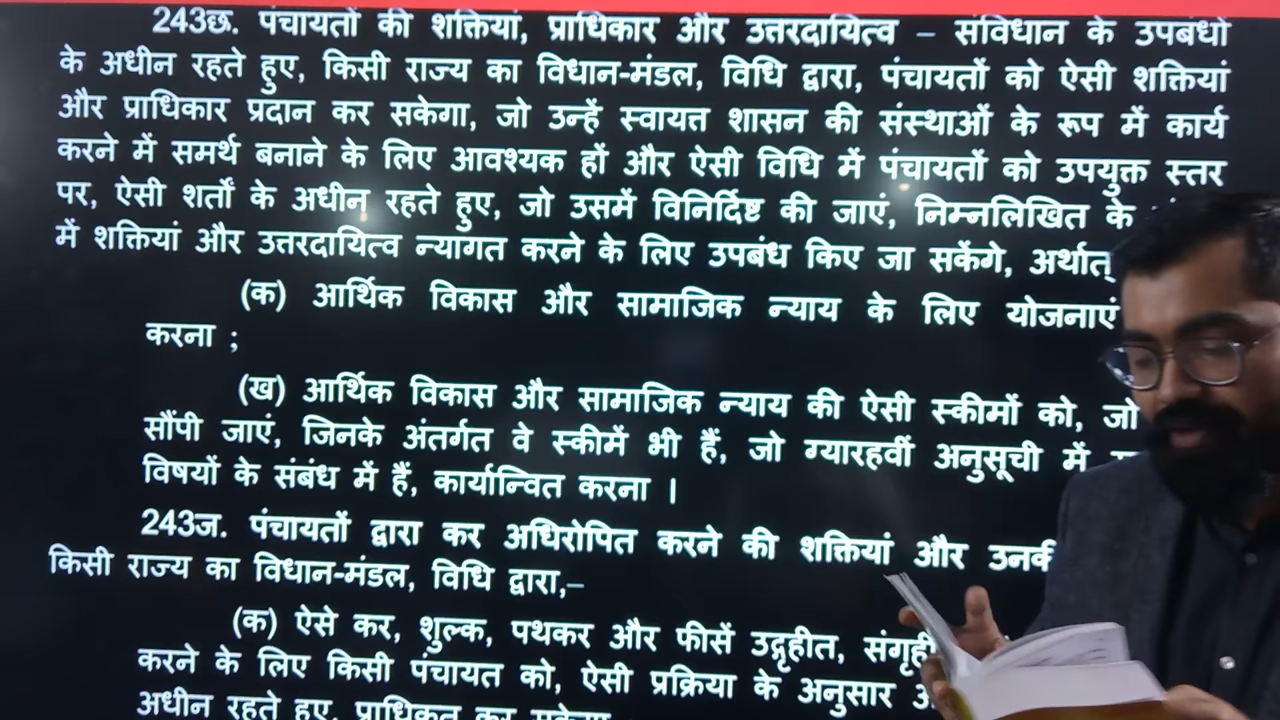 243छ. पंचायतों की शक्तियां, प्राधिकार और उत्तरदायित्व – संविधान के उपबंधों
के अधीन रहते हुए, किसी राज्य का विधान-मंडल, विधि द्वारा, पंचायतों को ऐसी शक्तियां
और प्राधिकार प्रदान कर सकेगा, जो उन्हें स्वायत्त शासन की संस्थाओं के रूप में कार्य
करने में समर्थ बनाने के लिए आवश्यक हों और ऐसी विधि में पंचायतों को उपयुक्त स्तर
पर, ऐसी शर्तों के अधीन रहते हुए, जो उसमें विनिर्दिष्ट की जाएं, निम्नलिखित के
में शक्तियां और उत्तरदायित्व न्यागत करने के लिए उपबंध किए जा सकेंगे, अर्थात्
(क) आर्थिक विकास और सामाजिक न्याय के लिए योजनाएं
करना ;
(ख) आर्थिक विकास और सामाजिक न्याय की ऐसी स्कीमों को, जो
सौंपी जाएं, जिनके अंतर्गत वे स्कीमें भी हैं, जो ग्यारहवीं अनुसूची में
विषयों के संबंध में हैं, कार्यान्वित करना ।
243ज. पंचायतों द्वारा कर अधिरोपित करने की शक्तियां और उनकी
किसी राज्य का विधान-मंडल, विधि द्वारा,–
(क) ऐसे कर, शुल्क, पथकर और फीसें उद्गृहीत,
करने के लिए किसी पंचायत को, ऐसी प्रक्रिया के अनुसार
अधीन रहते हुए, प्राधिकृत कर सकेगा